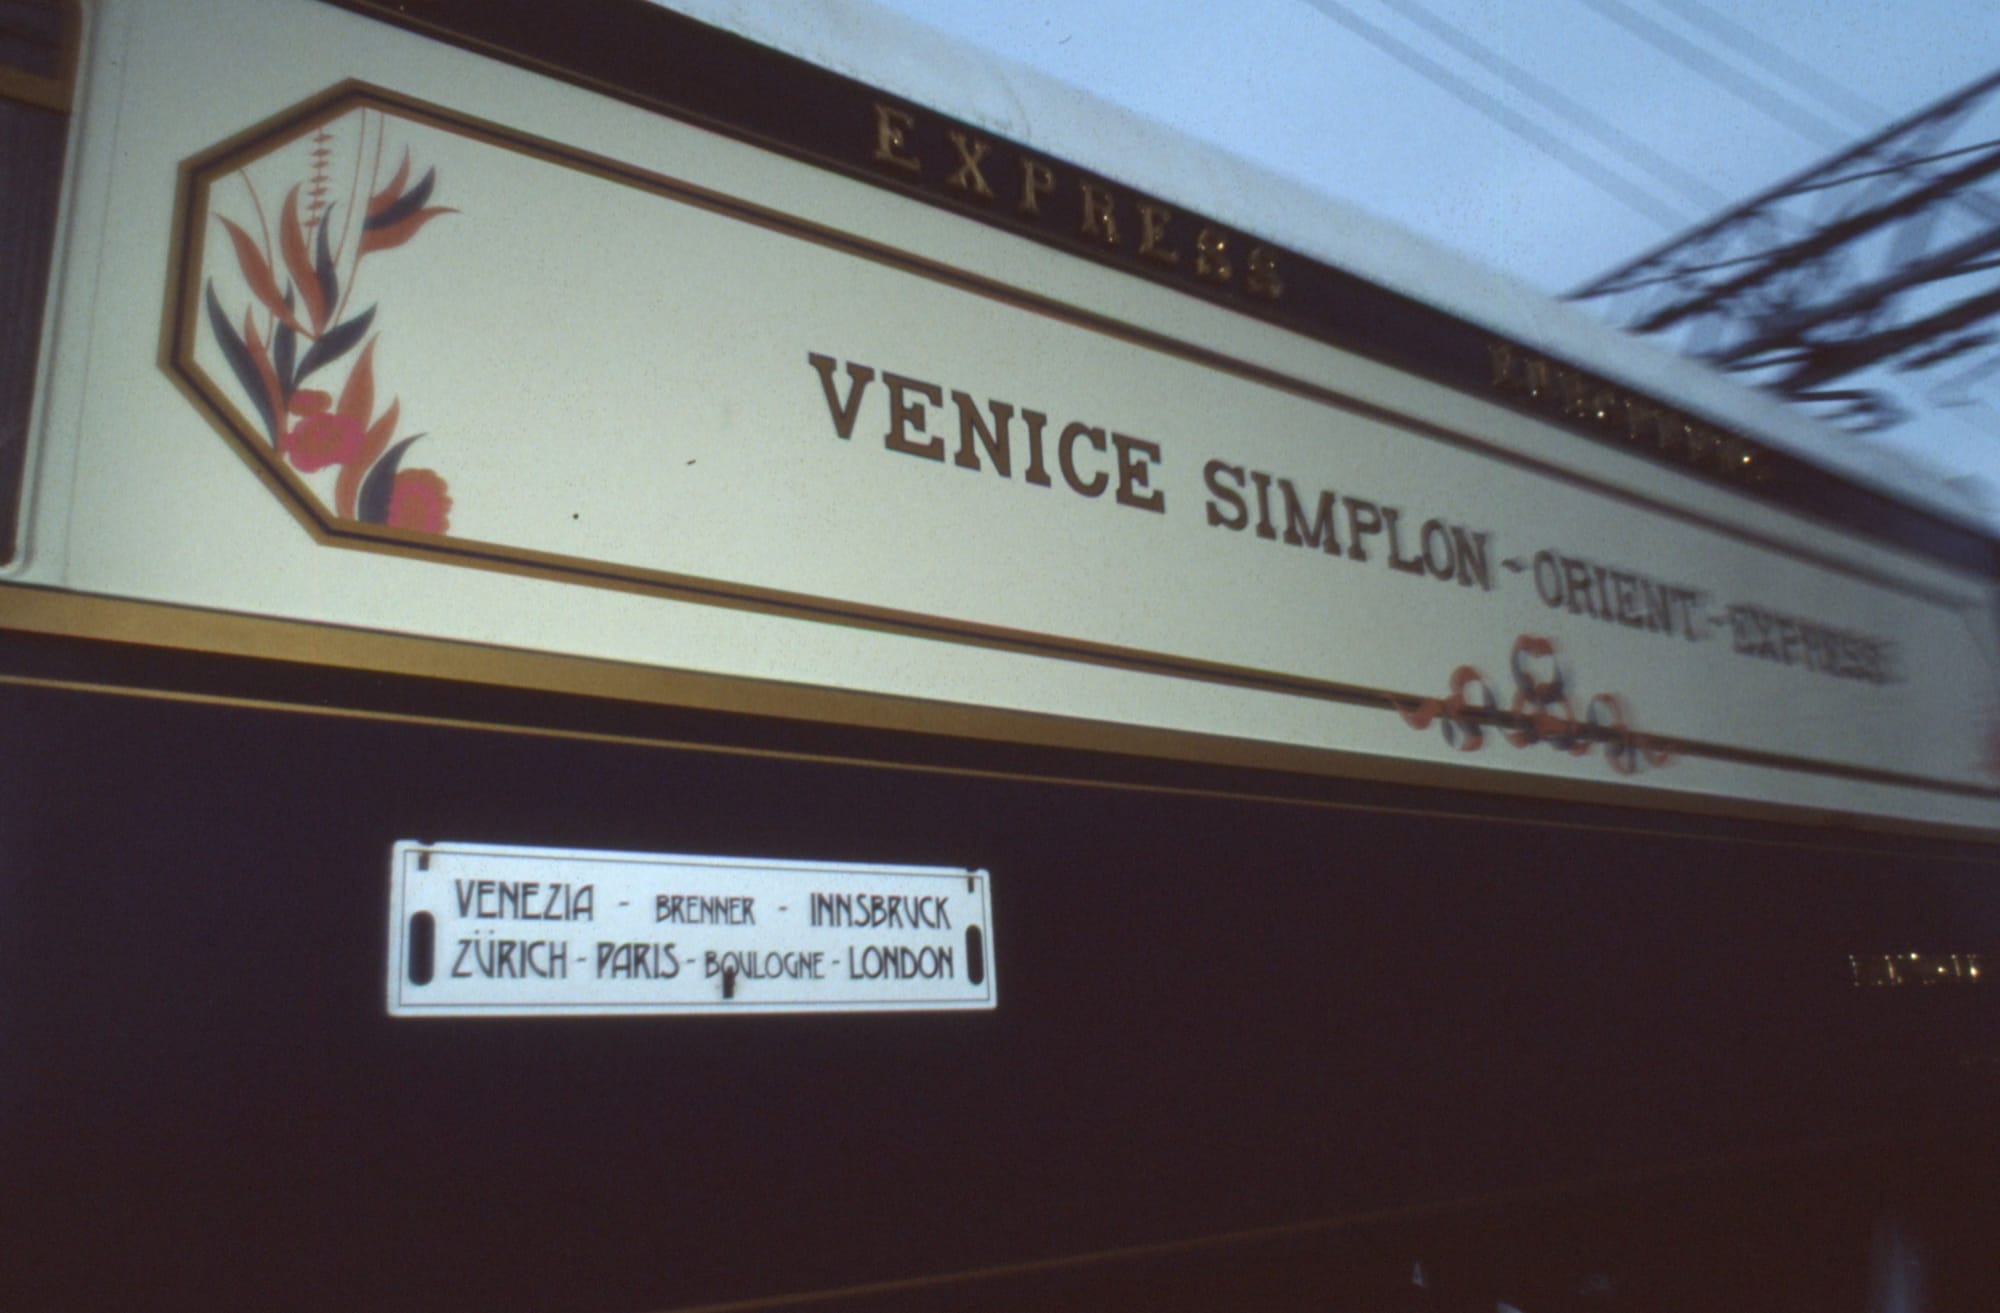 EXPRESS
VENICE SIMPLON-ORIENT-EXPRESS
VENEZIA - BRENNER - INNSBRUCK
ZÜRICH - PARIS - BOULOGNE - LONDON